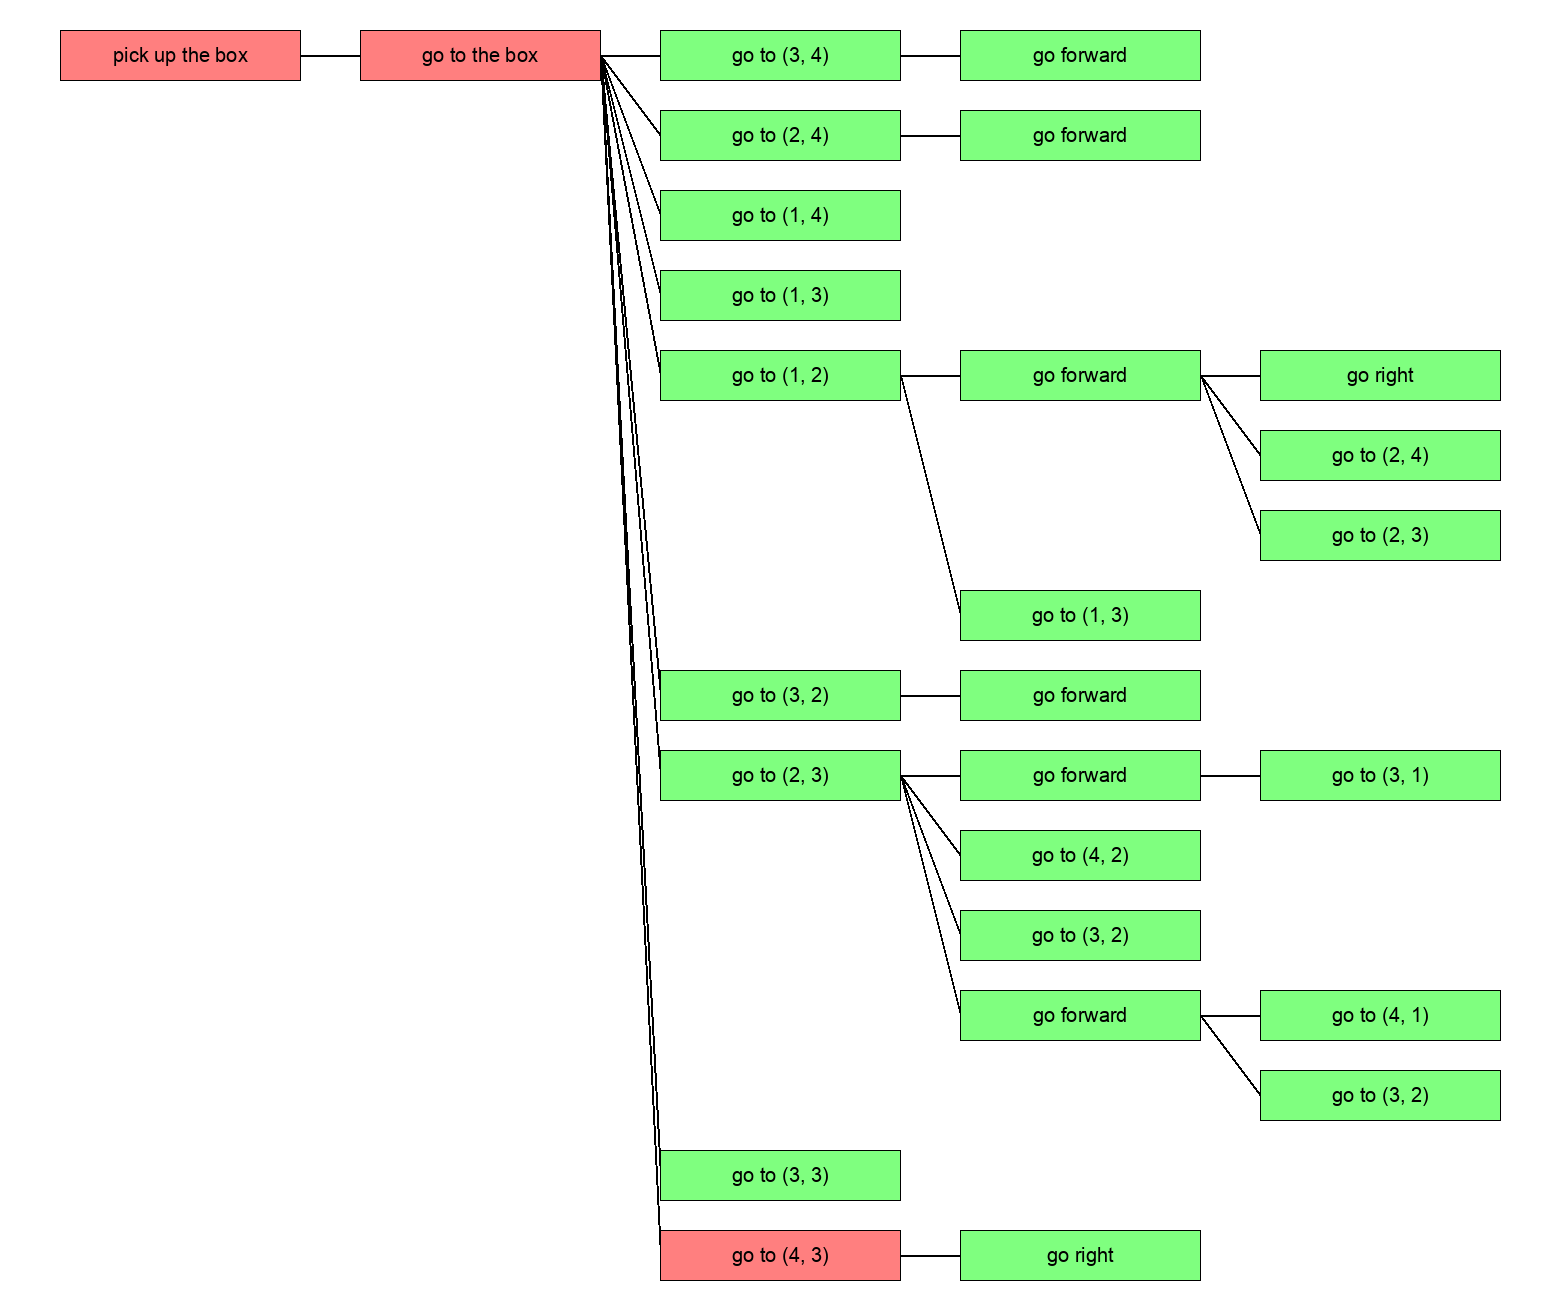 pick up the box
go to the box
go to (3, 4)
go forward
go to (2, 4)
go forward
go to (1, 4)
go to (1, 3)
go to (1, 2)
go forward
go right
go to (2, 4)
go to (2, 3)
go to (1, 3)
go to (3, 2)
go forward
go to (2, 3)
go forward
go to (3, 1)
go to (4, 2)
go to (3, 2)
go forward
go to (4, 1)
go to (3, 2)
go to (3, 3)
go to (4, 3)
go right